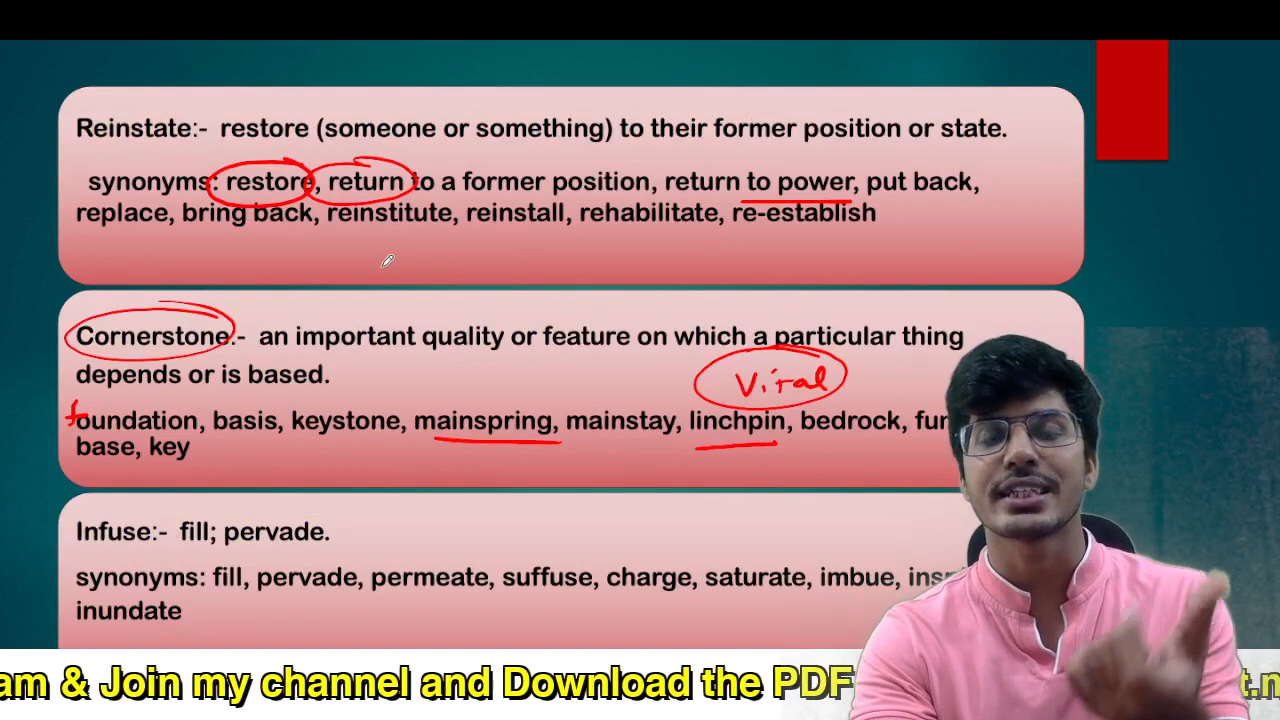 Reinstate:- restore (someone or something) to their former position or state.
synonyms: restore, return to a former position, return to power, put back,
replace, bring back, reinstitute, reinstall, rehabilitate, re-establish
Cornerstone:- an important quality or feature on which a particular thing
depends or is based.
Viral
foundation, basis, keystone, mainspring, mainstay, linchpin, bedrock,
base, key
Infuse:- fill; pervade.
synonyms: fill, pervade, permeate, suffuse, charge, saturate, imbue,
inundate
& Join my channel and Download the PDF